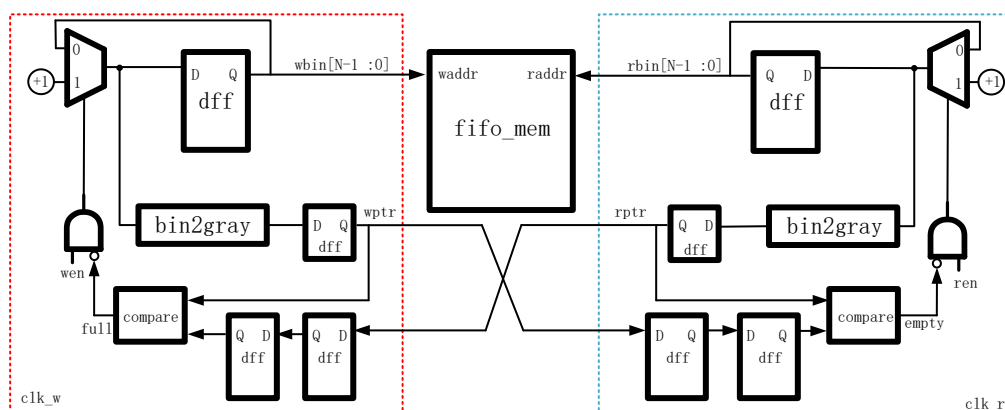 0
1
+1
D Q
dff
wbin[N-1 :0]
waddr
raddr
fifo_mem
rbin[N-1 :0]
Q D
dff
0
1
+1
bin2gray
D Q
dff
wptr
rptr
Q D
dff
bin2gray
wen
ren
full
compare
Q D
dff
Q D
dff
D Q
dff
D Q
dff
compare
empty
clk_w
clk_r